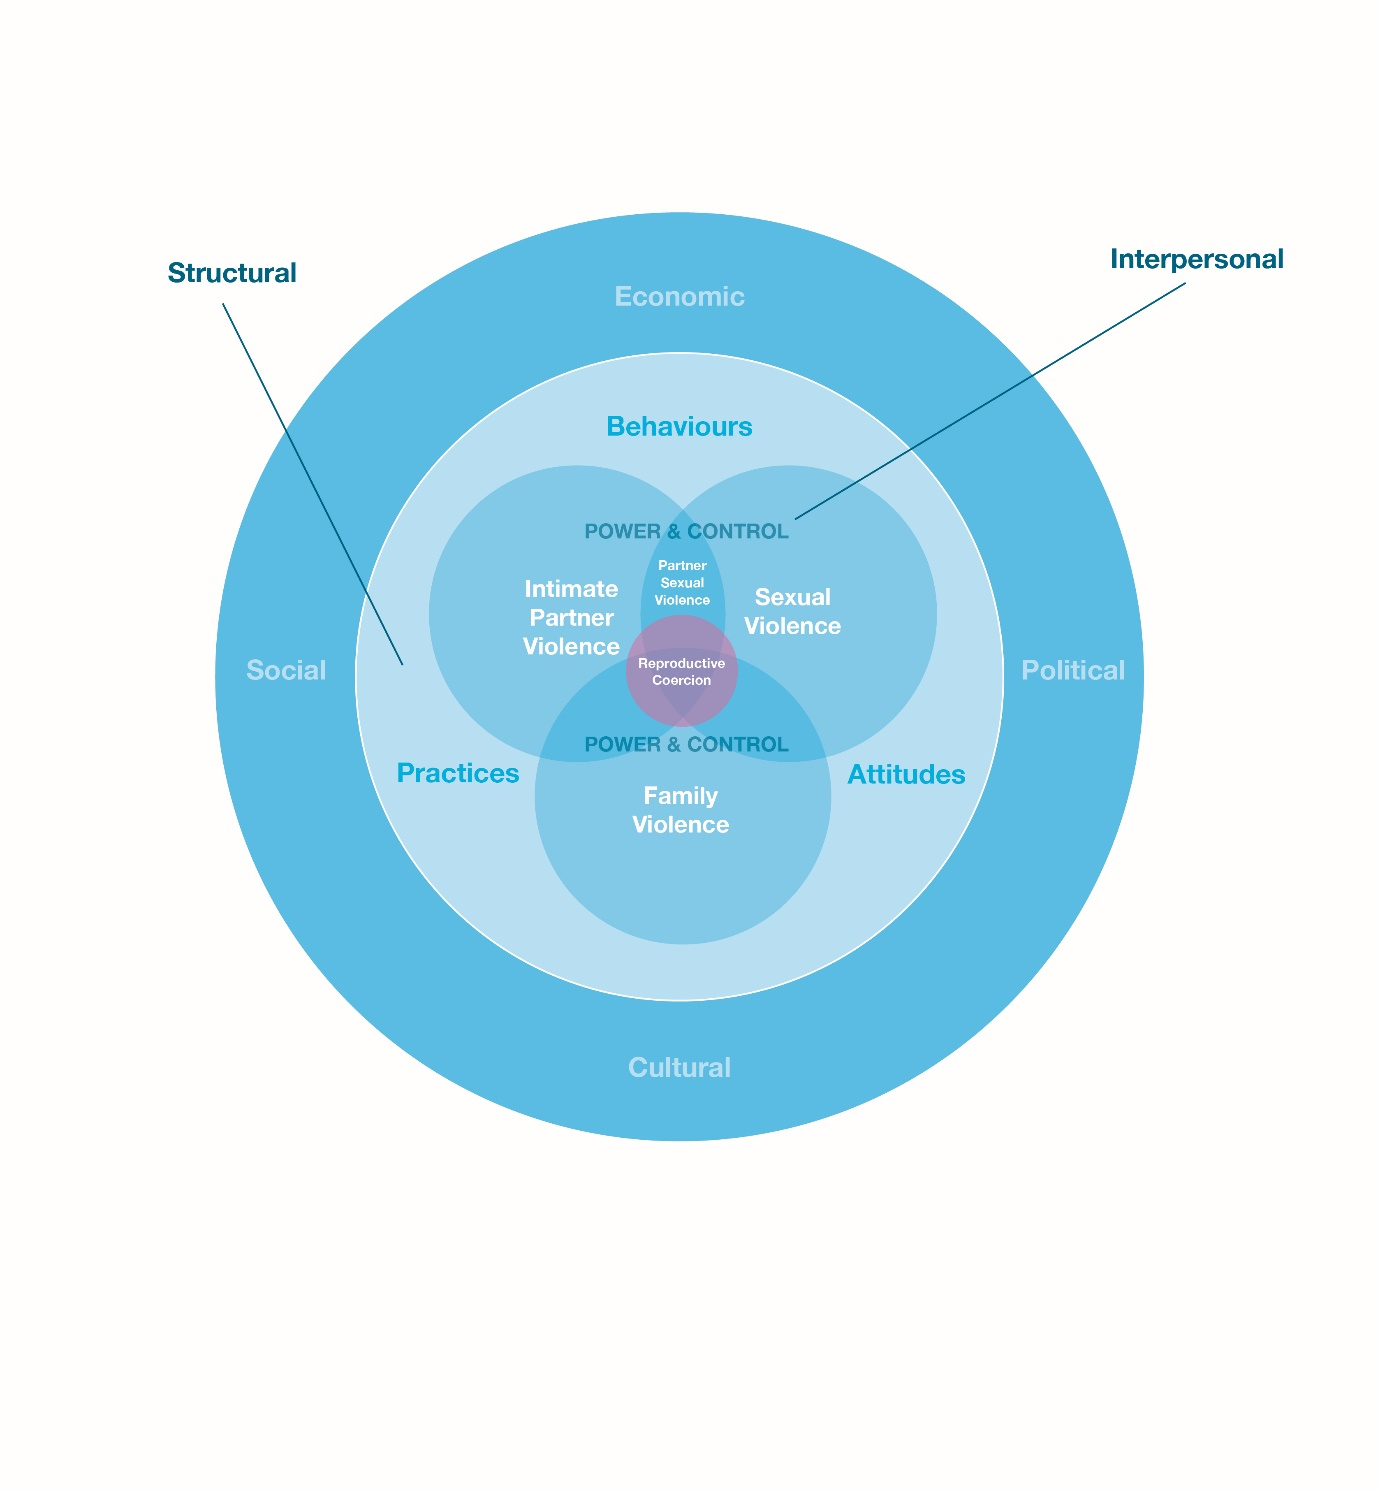 Interpersonal
Structural
Economic
Behaviours
POWER & CONTROL
Partner
Sexual
Violence
Intimate
Partner
Violence
Sexual
Violence
Reproductive
Coercion
Social
Political
POWER & CONTROL
Practices
Attitudes
Family
Violence
Cultural